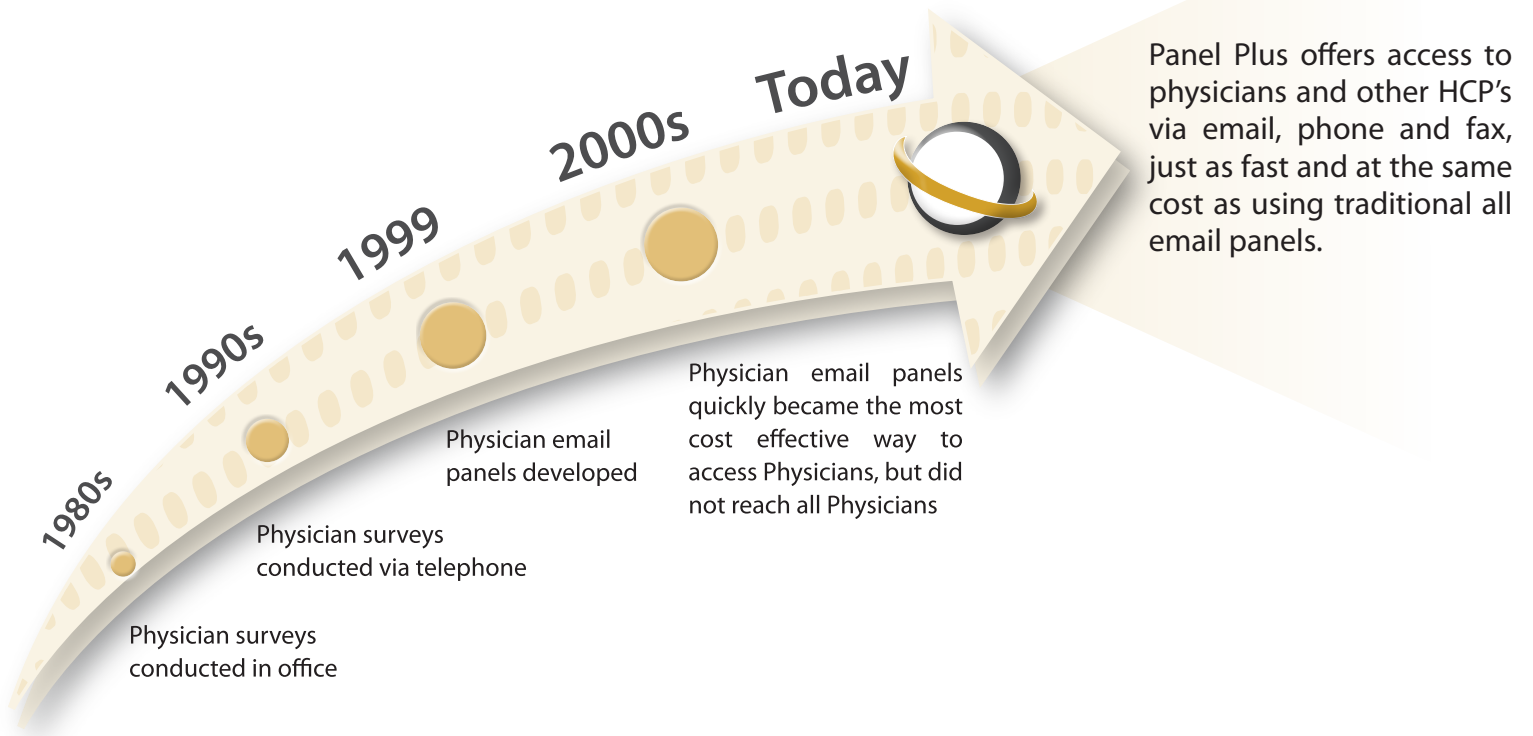 1980s
Physician surveys
conducted in office
1990s
Physician surveys
conducted via telephone
1999
Physician email
panels developed
2000s
Physician email panels
quickly became the most
cost effective way to
access Physicians, but did
not reach all Physicians
Today
Panel Plus offers access to
physicians and other HCP's
via email, phone and fax,
just as fast and at the same
cost as using traditional all
email panels.